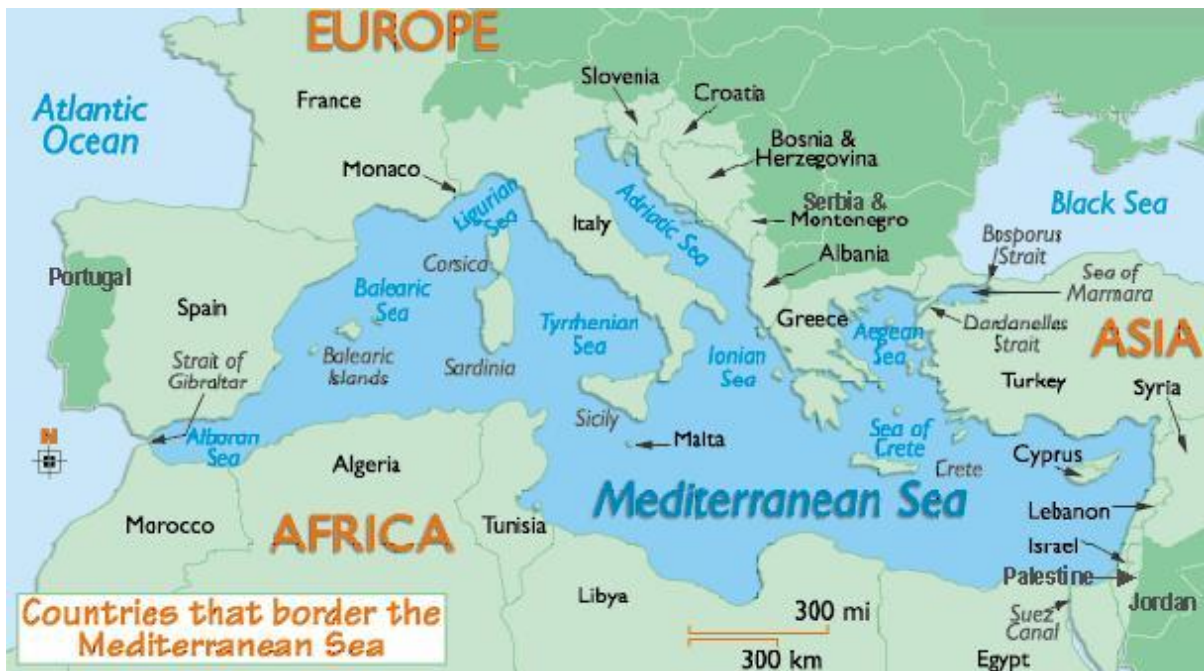 EUROPE
Slovenia
Croatia
France
Atlantic
Ocean
Bosnia &
Herzegovina
Monaco
Ligurian
Sea
Adriatic Sea
Serbia &
Montenegro
Black Sea
Italy
Bosporus
Strait
Corsica
Albania
Portugal
Sea of
Marmara
Spain
Balearic
Sea
Tyrrhenian
Sea
Greece
Aegean
Sea
Dardanelles
Strait
ASIA
Strait of
Gibraltar
Balearic
Islands
Sardinia
Ionian
Sea
Turkey
Syria
Sicily
N
Alboran
Sea
Malta
Sea of
Crete
Crete
Cyprus
Algeria
Mediterranean Sea
Lebanon
Morocco
AFRICA
Tunisia
Israel
Palestine
Jordan
Libya
300 mi
Suez
Canal
Countries that border the
Mediterranean Sea
300 km
Egypt